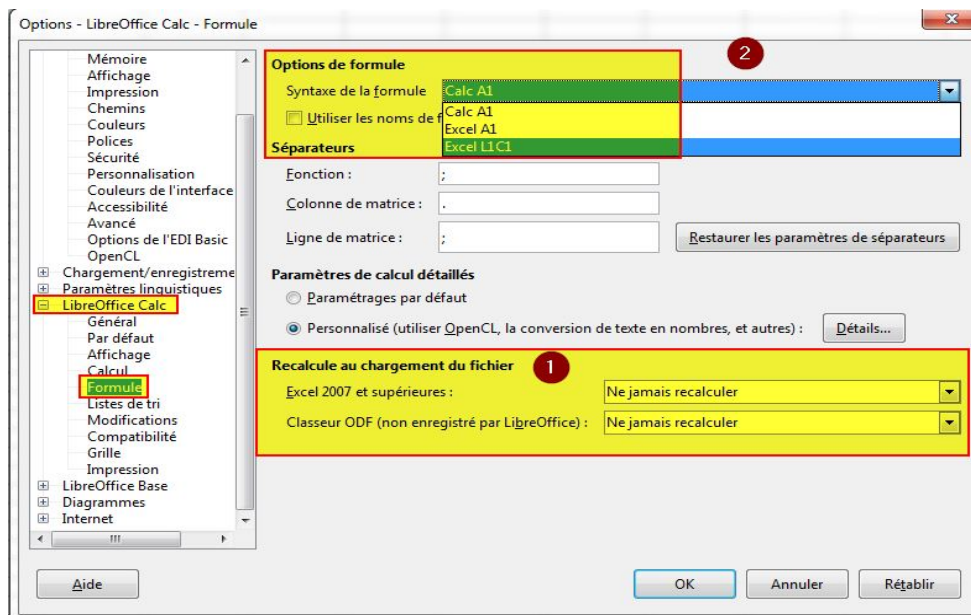 Options - LibreOffice Calc - Formule
Mémoire
Affichage
Impression
Chemins
Couleurs
Polices
Sécurité
Personnalisation
Couleurs de l'interface
Accessibilité
Avancé
Options de l'EDI Basic
OpenCL
Chargement/enregistreme
Paramètres linguistiques
LibreOffice Calc
Général
Par défaut
Affichage
Calcul
Formule
Listes de tri
Modifications
Compatibilité
Grille
Impression
LibreOffice Base
Diagrammes
Internet
2
Options de formule
Syntaxe de la formule Calc A1
Calc A1
Excel A1
Excel L1C1
Utiliser les noms de f
Séparateurs
Fonction : ;
Colonne de matrice : .
Ligne de matrice : ;
Restaurer les paramètres de séparateurs
Paramètres de calcul détaillés
Paramétrages par défaut
Personnalisé (utiliser OpenCL, la conversion de texte en nombres, et autres) : Détails...
Recalcule au chargement du fichier 1
Excel 2007 et supérieures : Ne jamais recalculer
Classeur ODF (non enregistré par LibreOffice) : Ne jamais recalculer
Aide OK Annuler Rétablir